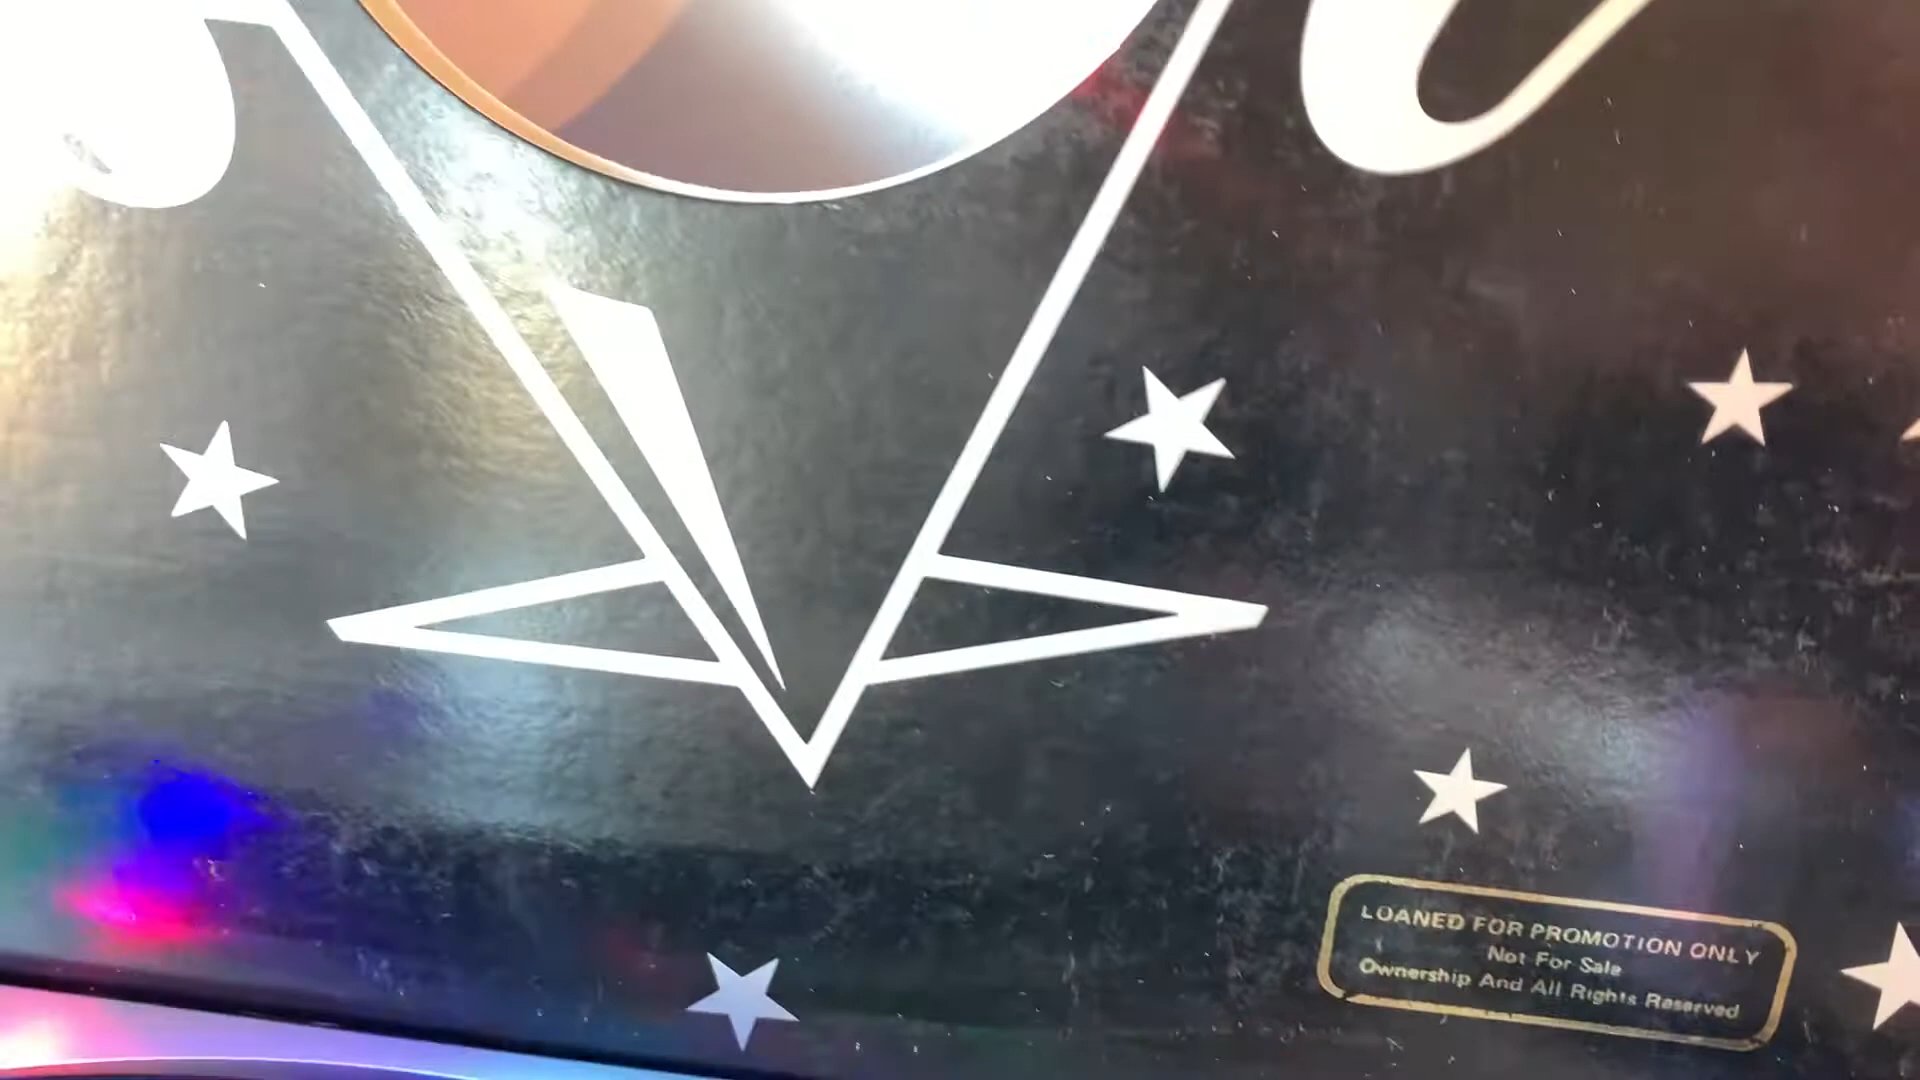 LOANED FOR PROMOTION ONLY
Not For Sale
Ownership And All Rights Reserved